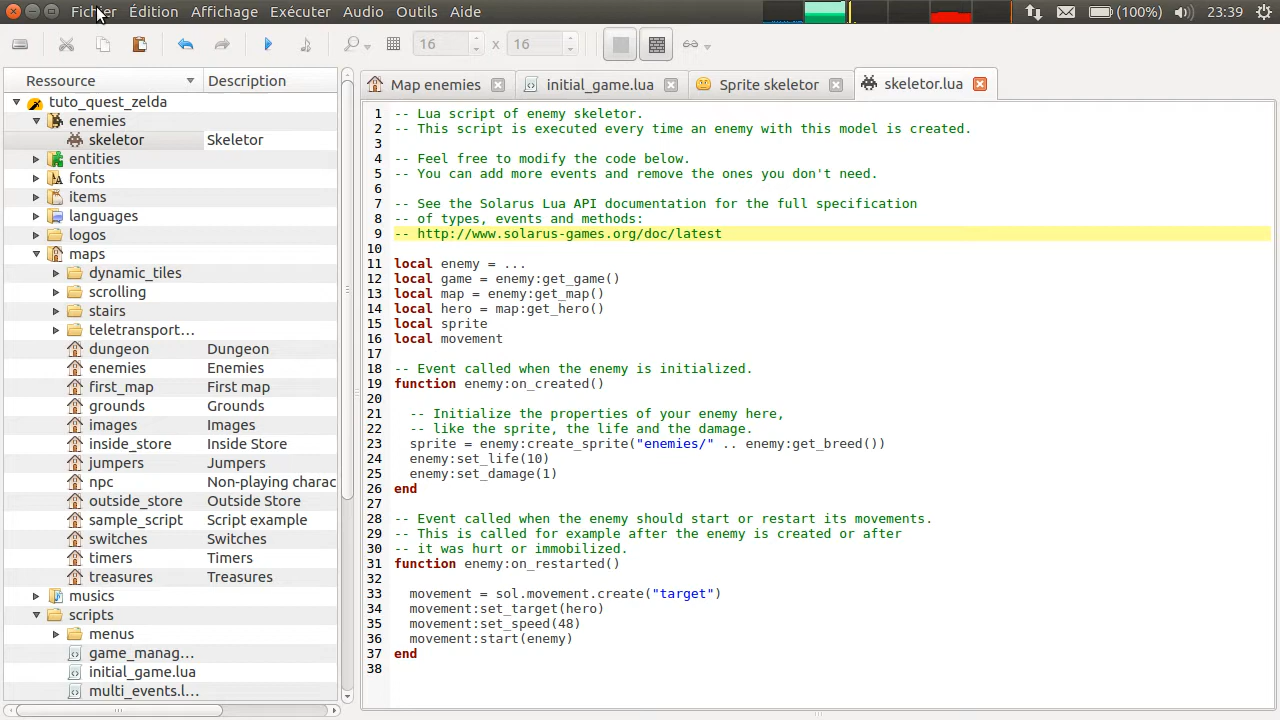 Fichier Édition Affichage Exécuter Audio Outils Aide
(100%) 23:39
16 x 16
Ressource Description
tuto_quest_zelda
enemies
skeletor Skeletor
entities
fonts
items
languages
logos
maps
dynamic_tiles
scrolling
stairs
teletransport...
dungeon Dungeon
enemies Enemies
first_map First map
grounds Grounds
images Images
inside_store Inside Store
jumpers Jumpers
npc Non-playing charac
outside_store Outside Store
sample_script Script example
switches Switches
timers Timers
treasures Treasures
musics
scripts
menus
game_manag...
initial_game.lua
multi_events.l...
Map enemies initial_game.lua Sprite skeletor skeletor.lua
1 -- Lua script of enemy skeletor.
2 -- This script is executed every time an enemy with this model is created.
3
4 -- Feel free to modify the code below.
5 -- You can add more events and remove the ones you don't need.
6
7 -- See the Solarus Lua API documentation for the full specification
8 -- of types, events and methods:
9 -- http://www.solarus-games.org/doc/latest
10
11 local enemy = ...
12 local game = enemy:get_game()
13 local map = enemy:get_map()
14 local hero = map:get_hero()
15 local sprite
16 local movement
17
18 -- Event called when the enemy is initialized.
19 function enemy:on_created()
20
21 -- Initialize the properties of your enemy here,
22 -- like the sprite, the life and the damage.
23 sprite = enemy:create_sprite("enemies/" .. enemy:get_breed())
24 enemy:set_life(10)
25 enemy:set_damage(1)
26 end
27
28 -- Event called when the enemy should start or restart its movements.
29 -- This is called for example after the enemy is created or after
30 -- it was hurt or immobilized.
31 function enemy:on_restarted()
32
33 movement = sol.movement.create("target")
34 movement:set_target(hero)
35 movement:set_speed(48)
36 movement:start(enemy)
37 end
38